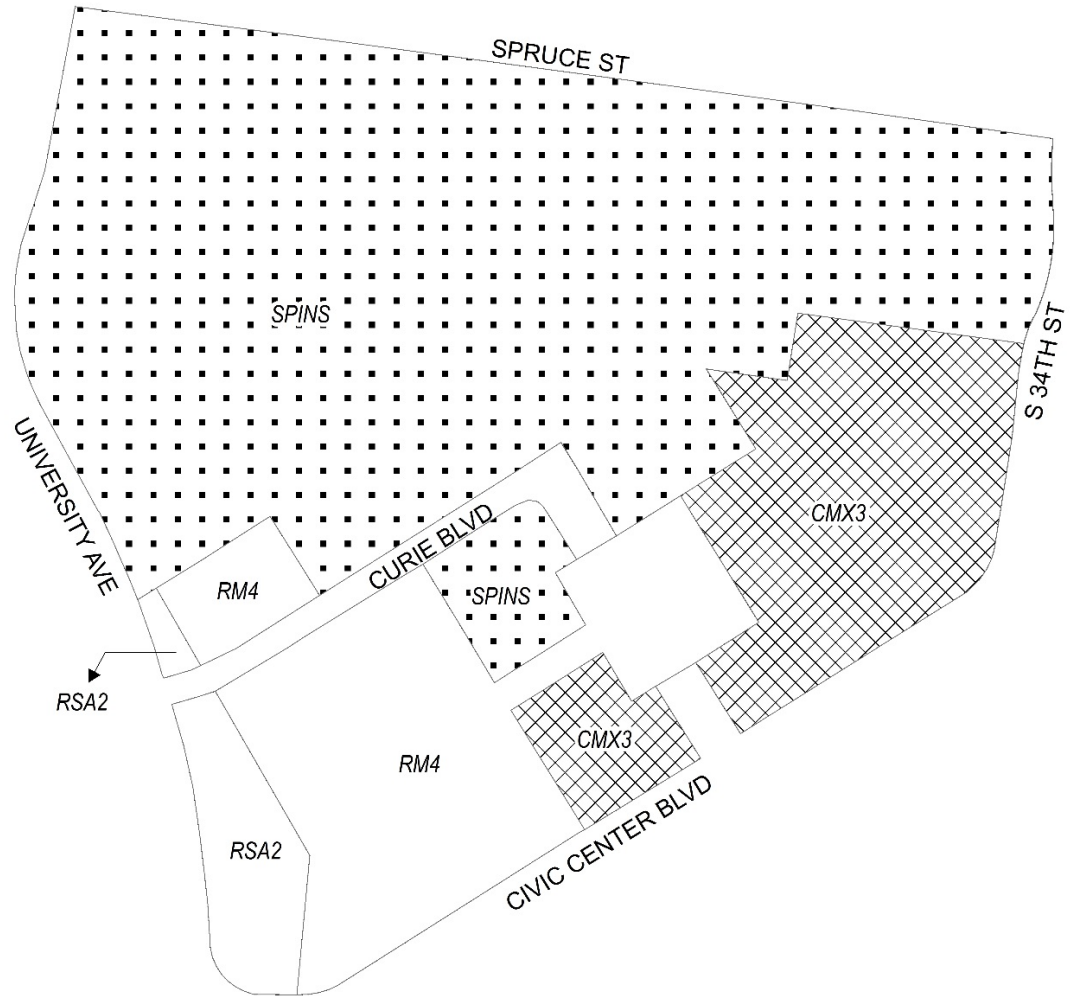 SPRUCE ST
SPINS
S 34TH ST
UNIVERSITY AVE
CMX3
CURIE BLVD
RM4
SPINS
RSA2
CMX3
RM4
CIVIC CENTER BLVD
RSA2